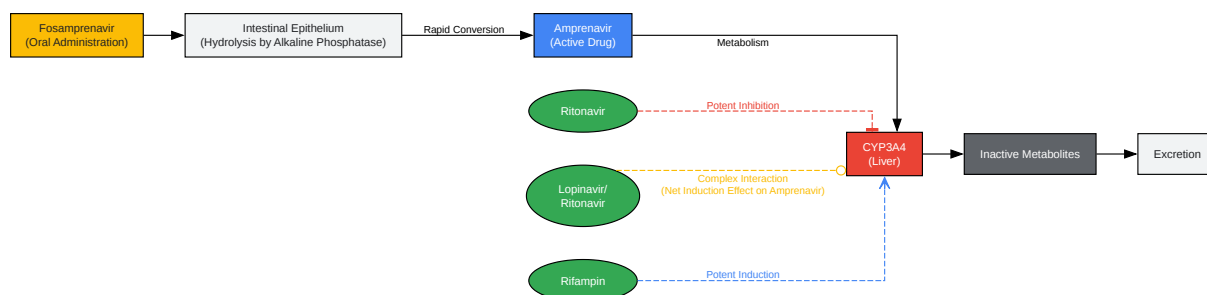 Fosamprenavir
(Oral Administration)
Intestinal Epithelium
(Hydrolysis by Alkaline Phosphatase)
Rapid Conversion
Amprenavir
(Active Drug)
Metabolism
Ritonavir
Potent Inhibition
CYP3A4
(Liver)
Inactive Metabolites
Excretion
Lopinavir/
Ritonavir
Complex Interaction
(Net Induction Effect on Amprenavir)
Rifampin
Potent Induction